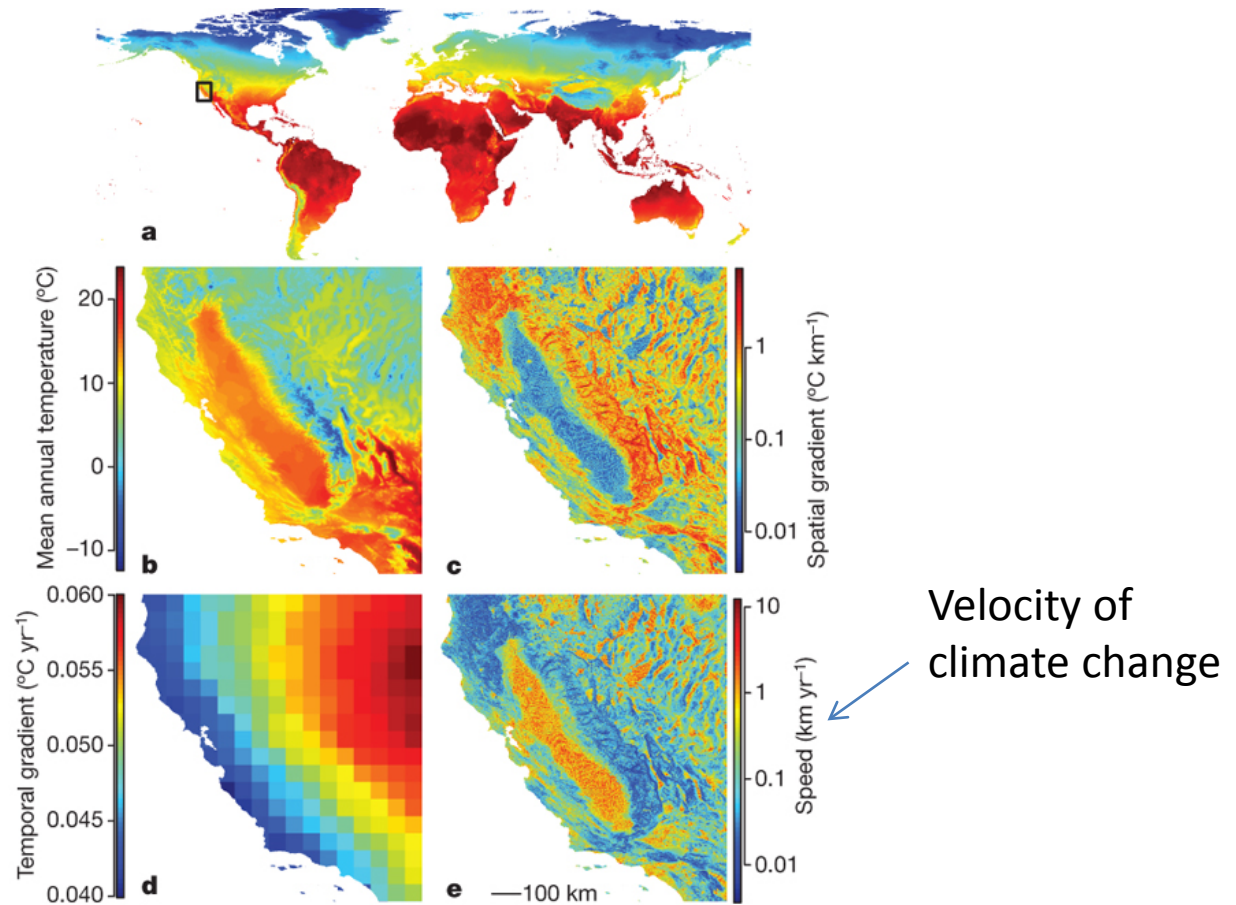 a
Mean annual temperature (°C)
20
10
0
–10
b
c
1
0.1
0.01
Spatial gradient (°C km⁻¹)
Temporal gradient (°C yr⁻¹)
0.060
0.055
0.050
0.045
0.040
d
e
100 km
10
1
0.1
0.01
Speed (km yr⁻¹)
Velocity of
climate change